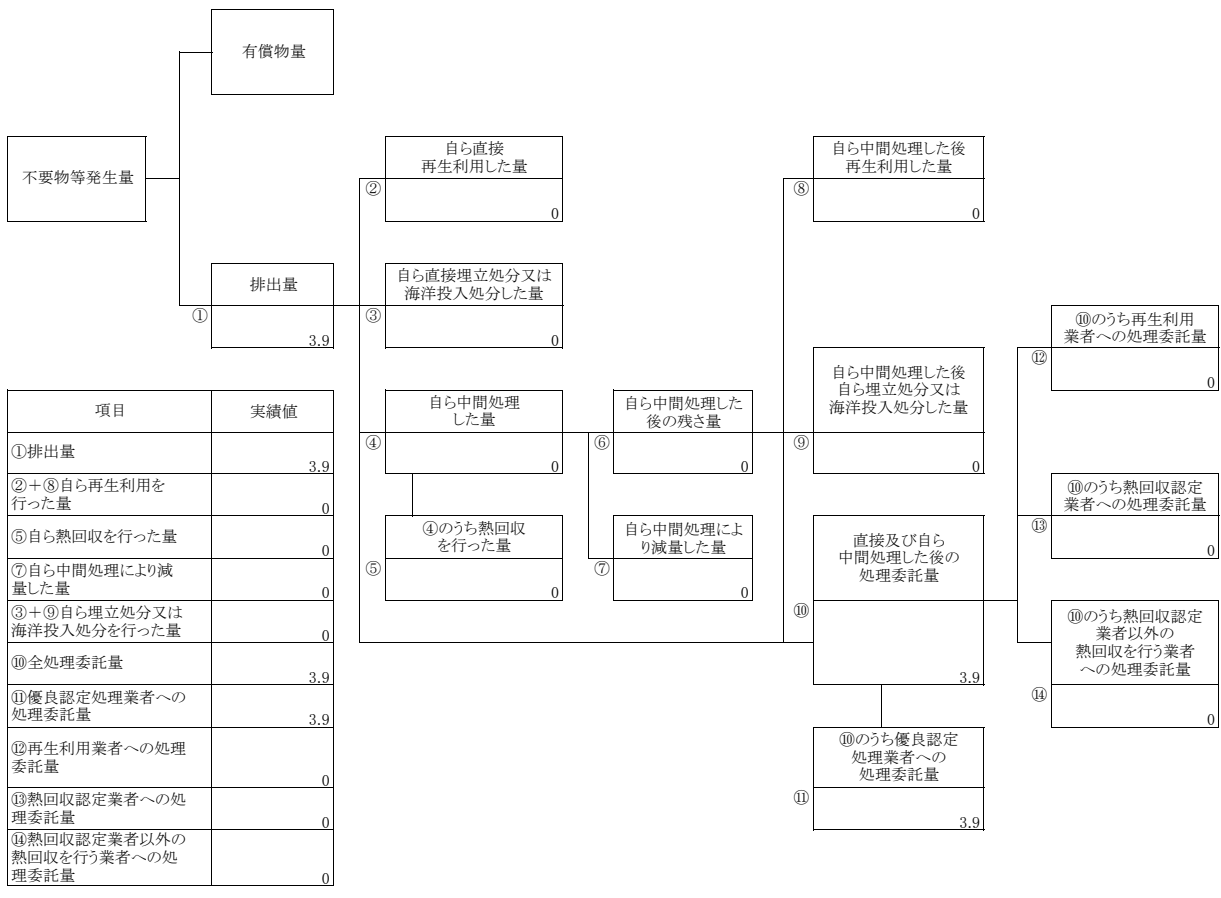 有償物量
不要物等発生量
排出量
①
3.9
自ら直接
再生利用した量
②
0
自ら直接埋立処分又は
海洋投入処分した量
③
0
自ら中間処理
した量
④
0
④のうち熱回収
を行った量
⑤
0
自ら中間処理した
後の残さ量
⑥
0
自ら中間処理によ
り減量した量
⑦
0
自ら中間処理した後
再生利用した量
⑧
0
自ら中間処理した後
自ら埋立処分又は
海洋投入処分した量
⑨
0
直接及び自ら
中間処理した後の
処理委託量
⑩
3.9
⑩のうち優良認定
処理業者への
処理委託量
⑪
3.9
⑩のうち再生利用
業者への処理委託量
⑫
0
⑩のうち熱回収認定
業者への処理委託量
⑬
0
⑩のうち熱回収認定
業者以外の
熱回収を行う業者
への処理委託量
⑭
0
項目 実績値
①排出量
3.9
②＋⑧自ら再生利用を
行った量
0
⑤自ら熱回収を行った量
0
⑦自ら中間処理により減
量した量
0
③＋⑨自ら埋立処分又は
海洋投入処分を行った量
0
⑩全処理委託量
3.9
⑪優良認定処理業者への
処理委託量
3.9
⑫再生利用業者への処理
委託量
0
⑬熱回収認定業者への処
理委託量
0
⑭熱回収認定業者以外の
熱回収を行う業者への処
理委託量
0